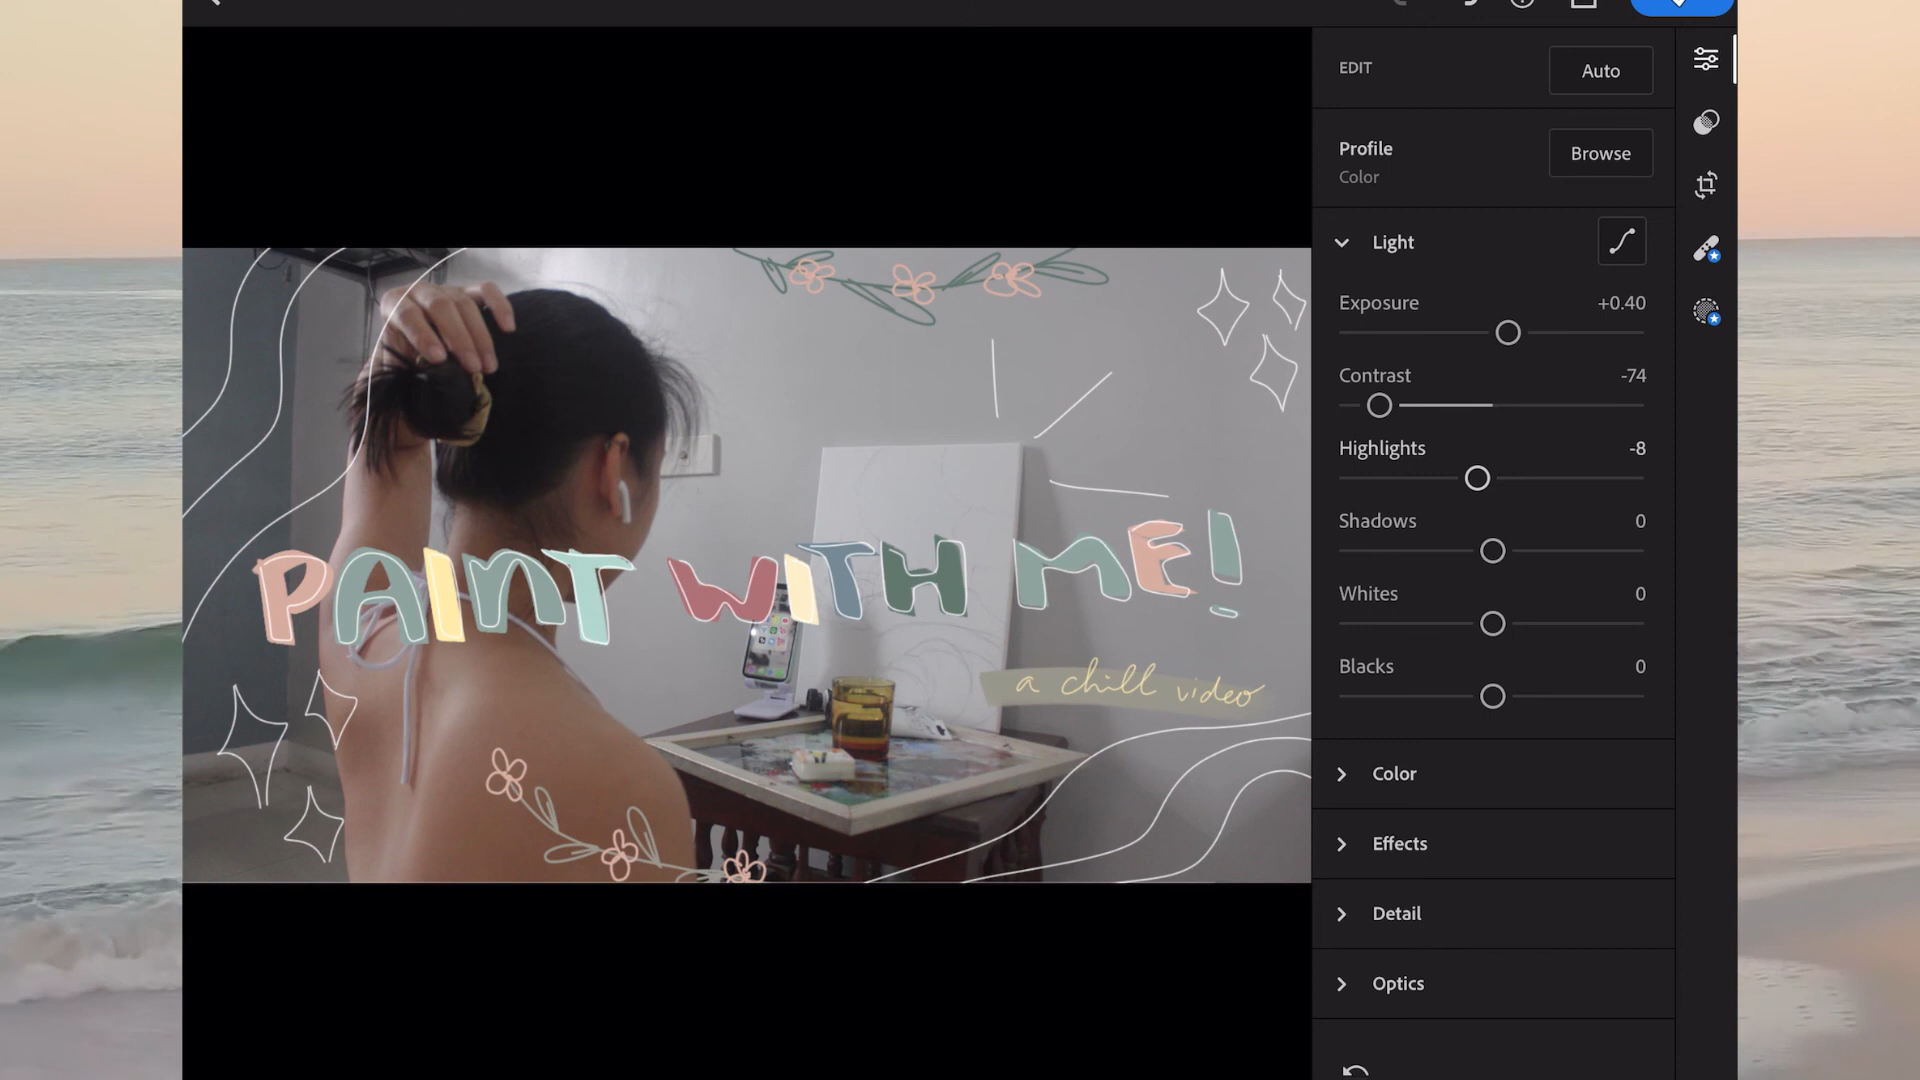 EDIT
Auto
Profile
Browse
Color
Light
Exposure +0.40
Contrast -74
Highlights -8
Shadows 0
Whites 0
Blacks 0
Color
Effects
Detail
Optics
PAINT WITH ME!
a chill video